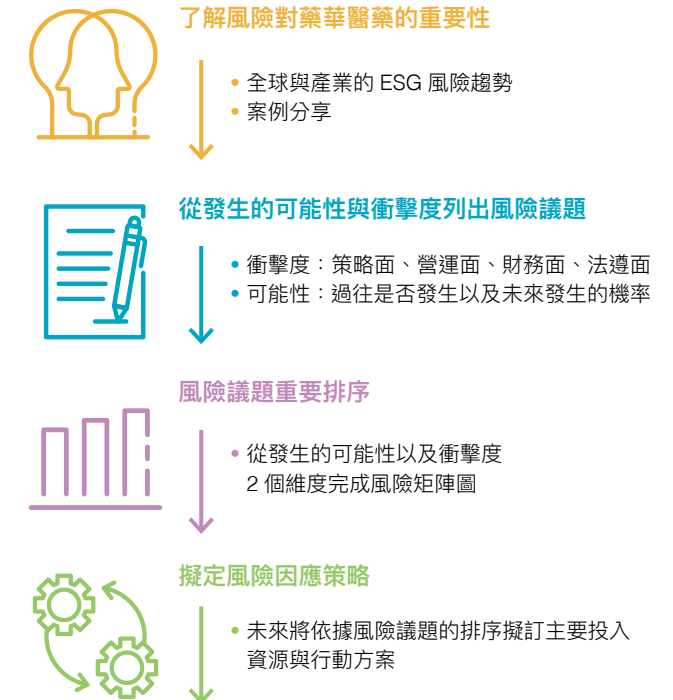 了解風險對藥華醫藥的重要性
• 全球與產業的 ESG 風險趨勢
• 案例分享
從發生的可能性與衝擊度列出風險議題
• 衝擊度：策略面、營運面、財務面、法遵面
• 可能性：過往是否發生以及未來發生的機率
風險議題重要排序
• 從發生的可能性以及衝擊度
2 個維度完成風險矩陣圖
擬定風險因應策略
• 未來將依據風險議題的排序擬訂主要投入
資源與行動方案